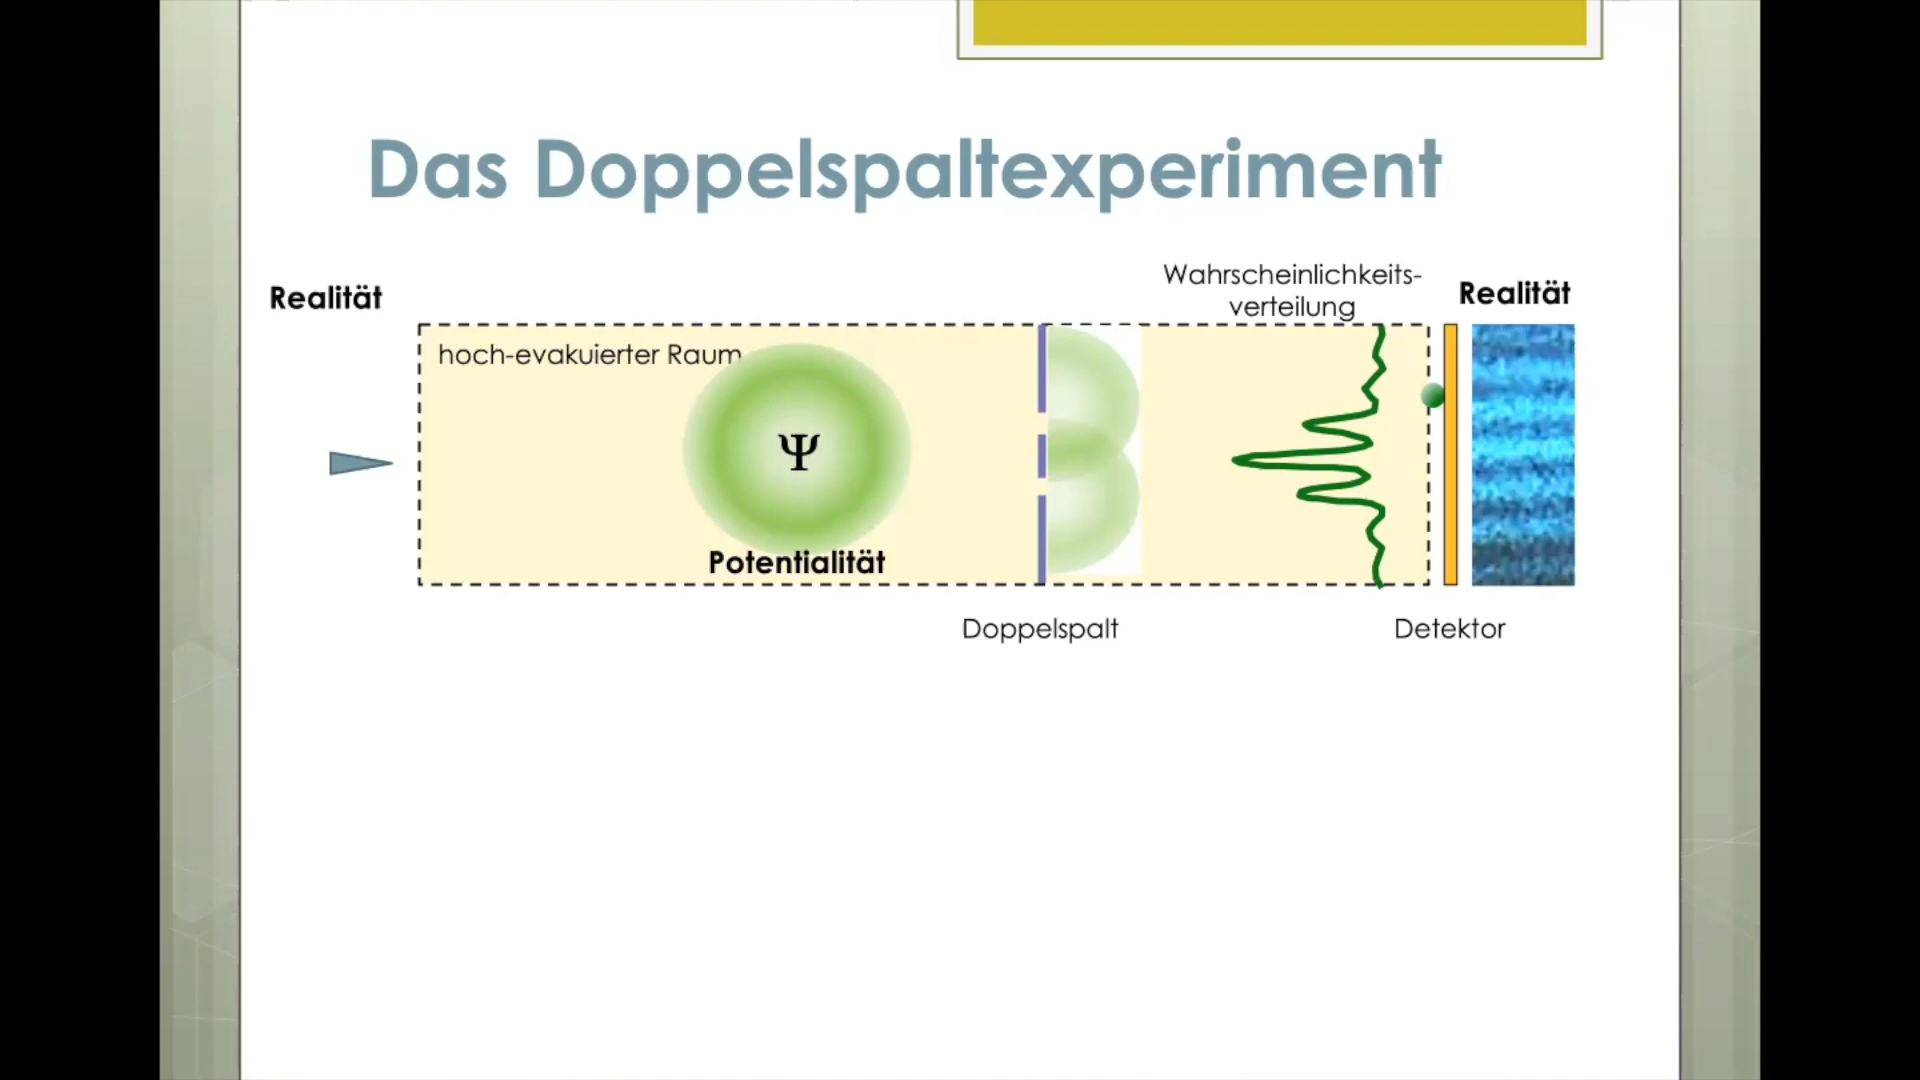 Das Doppelspaltexperiment
Wahrscheinlichkeits-
verteilung
Realität
Realität
hoch-evakuierter Raum
Ψ
Potentialität
Doppelspalt
Detektor